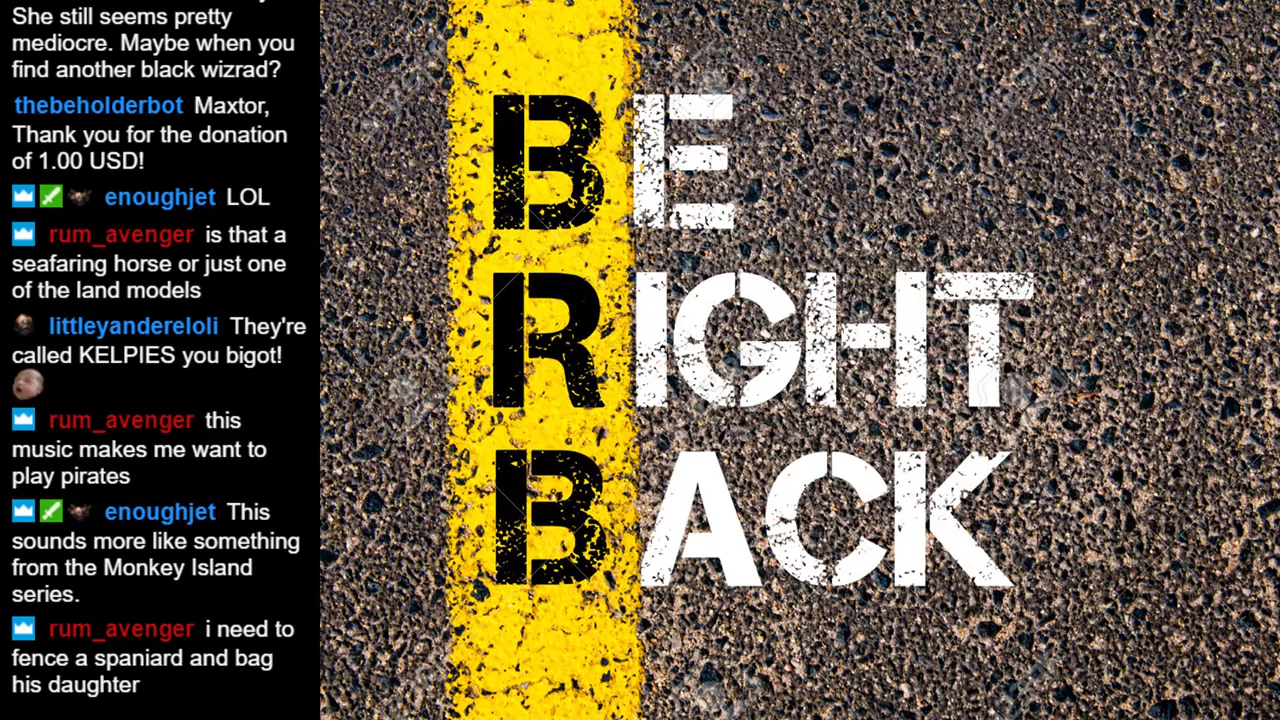 She still seems pretty
mediocre. Maybe when you
find another black wizrad?
thebeholderbot Maxtor,
Thank you for the donation
of 1.00 USD!
enoughjet LOL
rum_avenger is that a
seafaring horse or just one
of the land models
littleyandereloli They're
called KELPIES you bigot!
rum_avenger this
music makes me want to
play pirates
enoughjet This
sounds more like something
from the Monkey Island
series.
rum_avenger i need to
fence a spaniard and bag
his daughter
BE
RIGHT
BACK